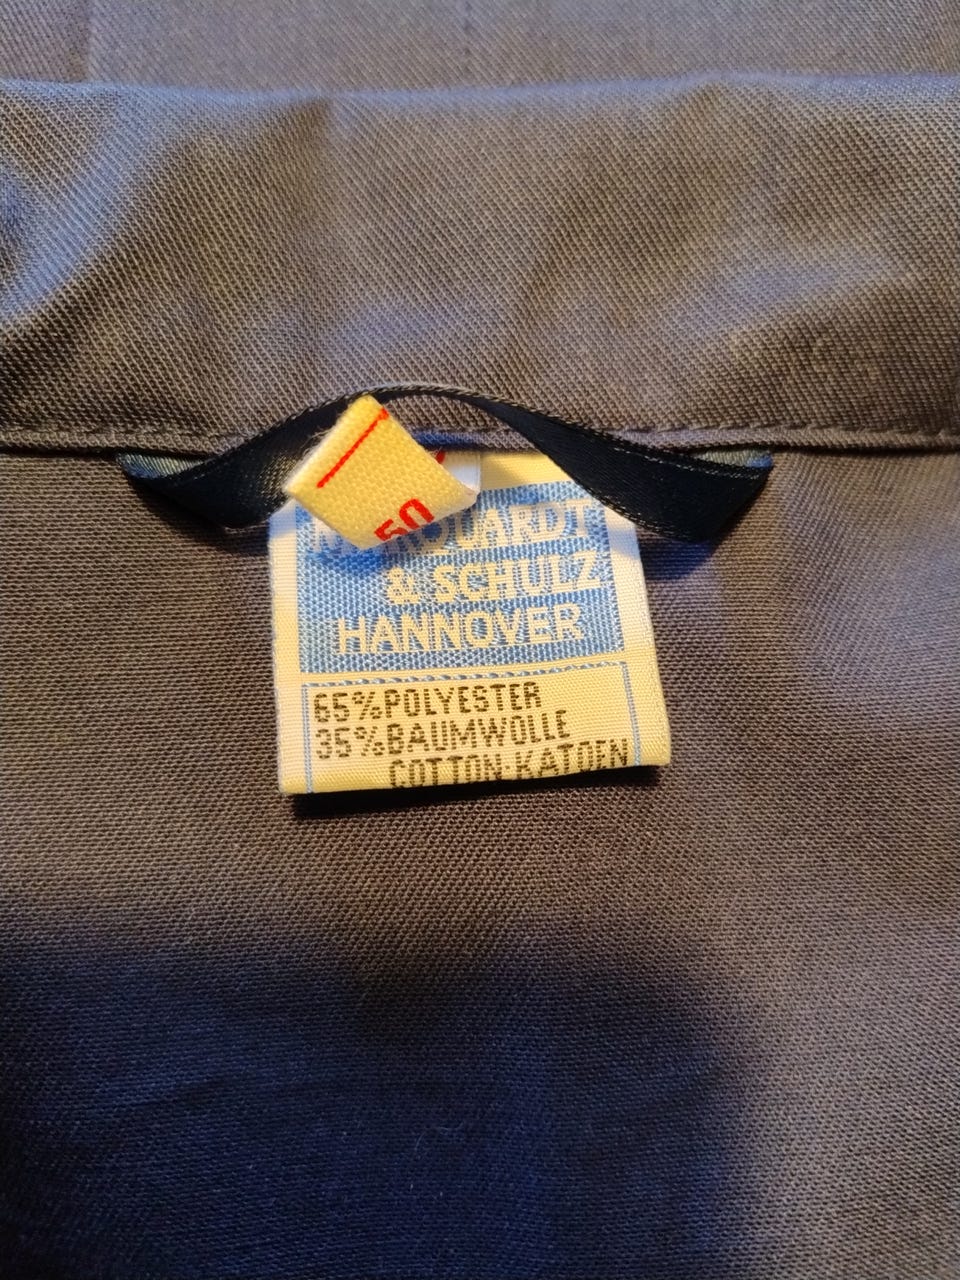 50
& SCHULZ
HANNOVER
65% POLYESTER
35% BAUMWOLLE
COTTON·KATOEN